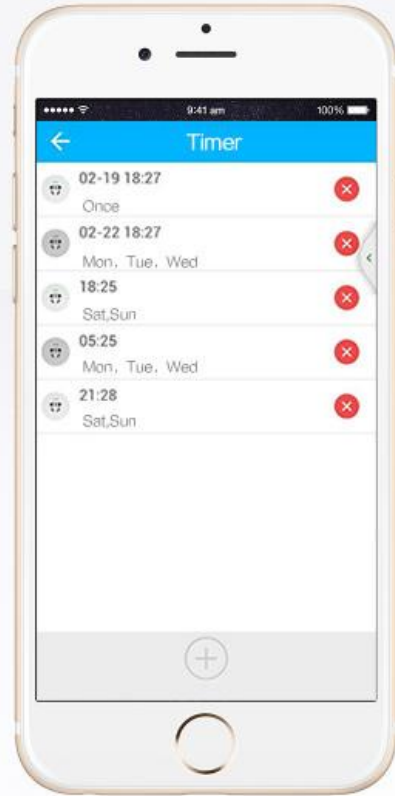 9:41 am 100%
Timer
02-19 18:27
Once
02-22 18:27
Mon, Tue, Wed
18:25
Sat,Sun
05:25
Mon, Tue, Wed
21:28
Sat,Sun